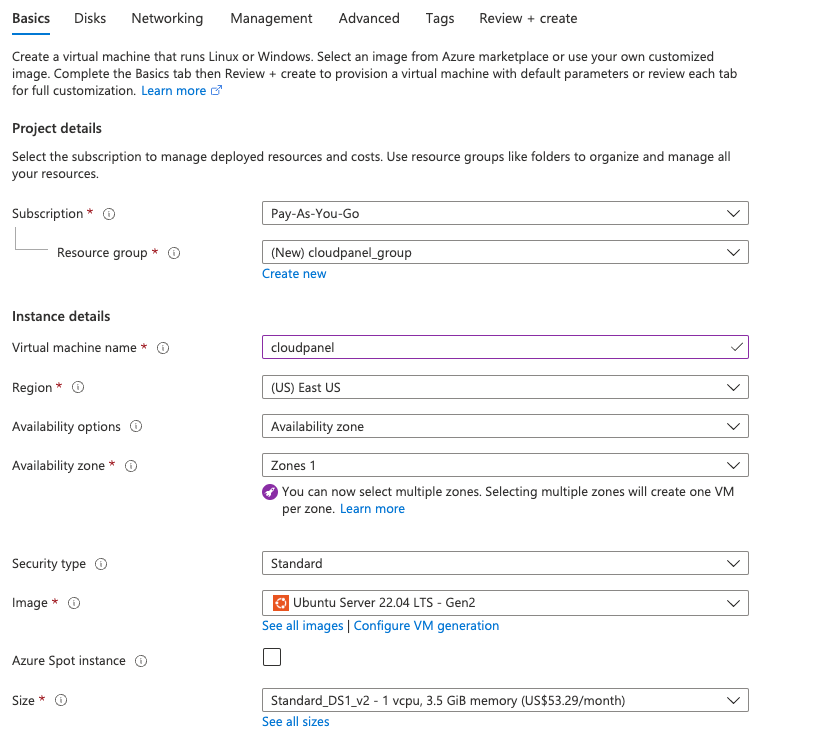 Basics Disks Networking Management Advanced Tags Review + create
Create a virtual machine that runs Linux or Windows. Select an image from Azure marketplace or use your own customized
image. Complete the Basics tab then Review + create to provision a virtual machine with default parameters or review each tab
for full customization. Learn more
Project details
Select the subscription to manage deployed resources and costs. Use resource groups like folders to organize and manage all
your resources.
Subscription * Pay-As-You-Go
Resource group * (New) cloudpanel_group
Create new
Instance details
Virtual machine name * cloudpanel
Region * (US) East US
Availability options Availability zone
Availability zone * Zones 1
You can now select multiple zones. Selecting multiple zones will create one VM
per zone. Learn more
Security type Standard
Image * Ubuntu Server 22.04 LTS - Gen2
See all images | Configure VM generation
Azure Spot instance
Size * Standard_DS1_v2 - 1 vcpu, 3.5 GiB memory (US$53.29/month)
See all sizes